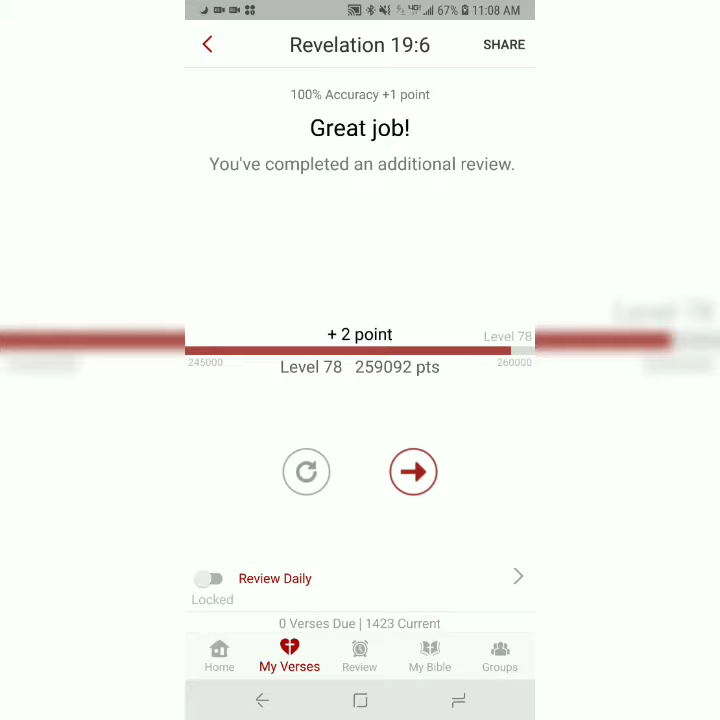 67% 11:08 AM
Revelation 19:6 SHARE
100% Accuracy +1 point
Great job!
You've completed an additional review.
+ 2 point Level 78
245000 260000
Level 78 259092 pts
Review Daily
Locked
0 Verses Due | 1423 Current
Home My Verses Review My Bible Groups